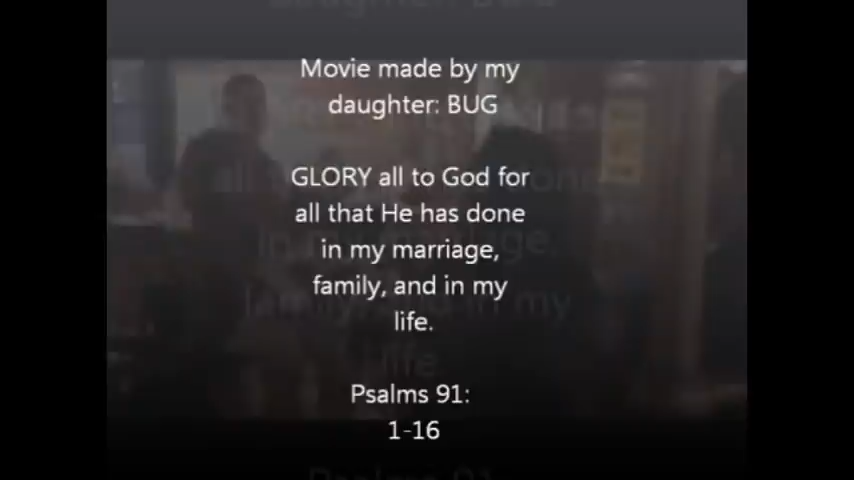 Movie made by my
daughter: BUG
GLORY all to God for
all that He has done
in my marriage,
family, and in my
life.
Psalms 91:
1-16